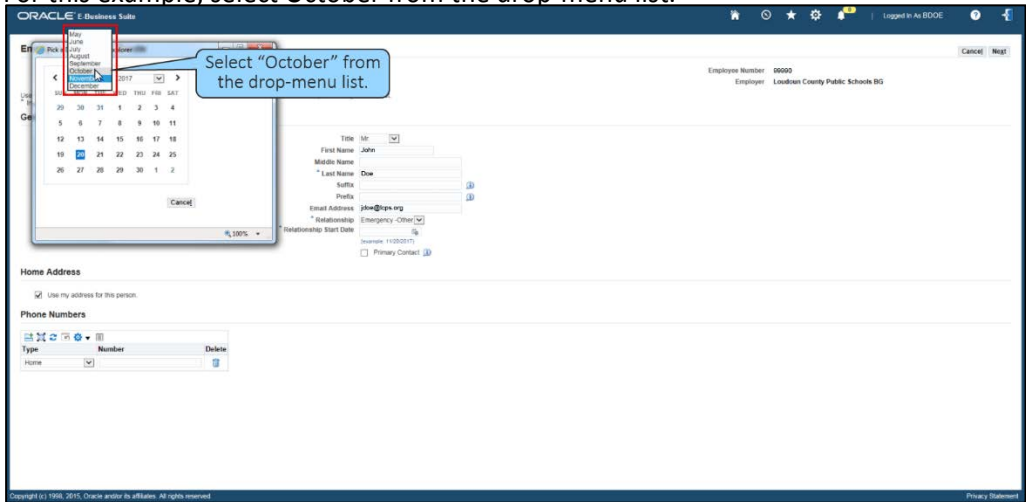 For this example, select October from the drop-menu list.
ORACLE E-Business Suite
Logged In As BDOE
May
June
July
August
September
October
November
December
Pick
Select "October" from
the drop-menu list.
Cancel Next
Employee Number 99990
Employer Loudoun County Public Schools BG
2017
THU FRI SAT
29 30 31 1 2 3 4
5 6 7 8 9 10 11
12 13 14 15 16 17 18
19 20 21 22 23 24 25
26 27 28 29 30 1 2
Cancel
100%
Title Mr.
First Name John
Middle Name
* Last Name Doe
Suffix
Prefix
Email Address jdoe@lcps.org
* Relationship Emergency -Other
* Relationship Start Date
(example: 11/20/2017)
Primary Contact
Home Address
Use my address for this person.
Phone Numbers
Type Number Delete
Home
Copyright (c) 1998, 2015, Oracle and/or its affiliates. All rights reserved
Privacy Statement